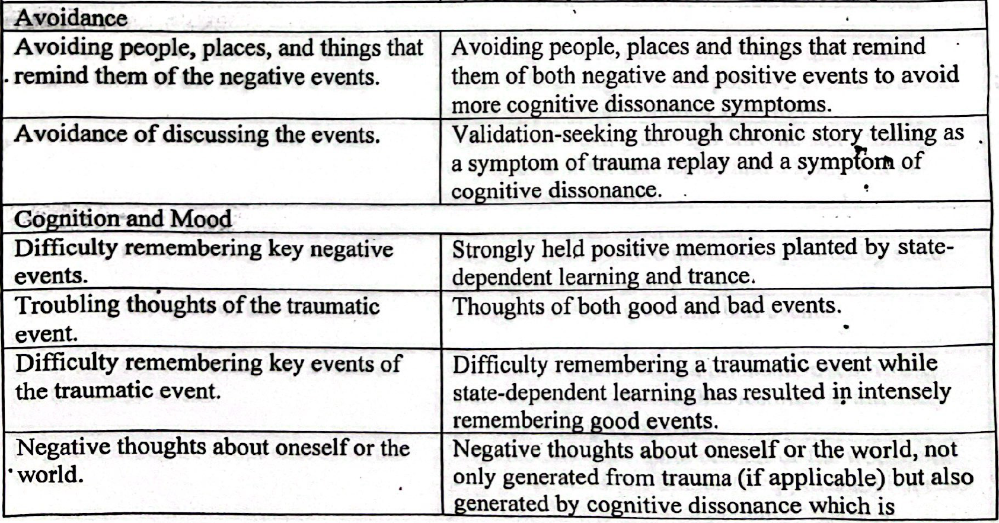 Avoidance
Avoiding people, places, and things that
remind them of the negative events.
Avoiding people, places and things that remind
them of both negative and positive events to avoid
more cognitive dissonance symptoms.
Avoidance of discussing the events.
Validation-seeking through chronic story telling as
a symptom of trauma replay and a symptom of
cognitive dissonance.
Cognition and Mood
Difficulty remembering key negative
events.
Strongly held positive memories planted by state-
dependent learning and trance.
Troubling thoughts of the traumatic
event.
Thoughts of both good and bad events.
Difficulty remembering key events of
the traumatic event.
Difficulty remembering a traumatic event while
state-dependent learning has resulted in intensely
remembering good events.
Negative thoughts about oneself or the
world.
Negative thoughts about oneself or the world, not
only generated from trauma (if applicable) but also
generated by cognitive dissonance which is